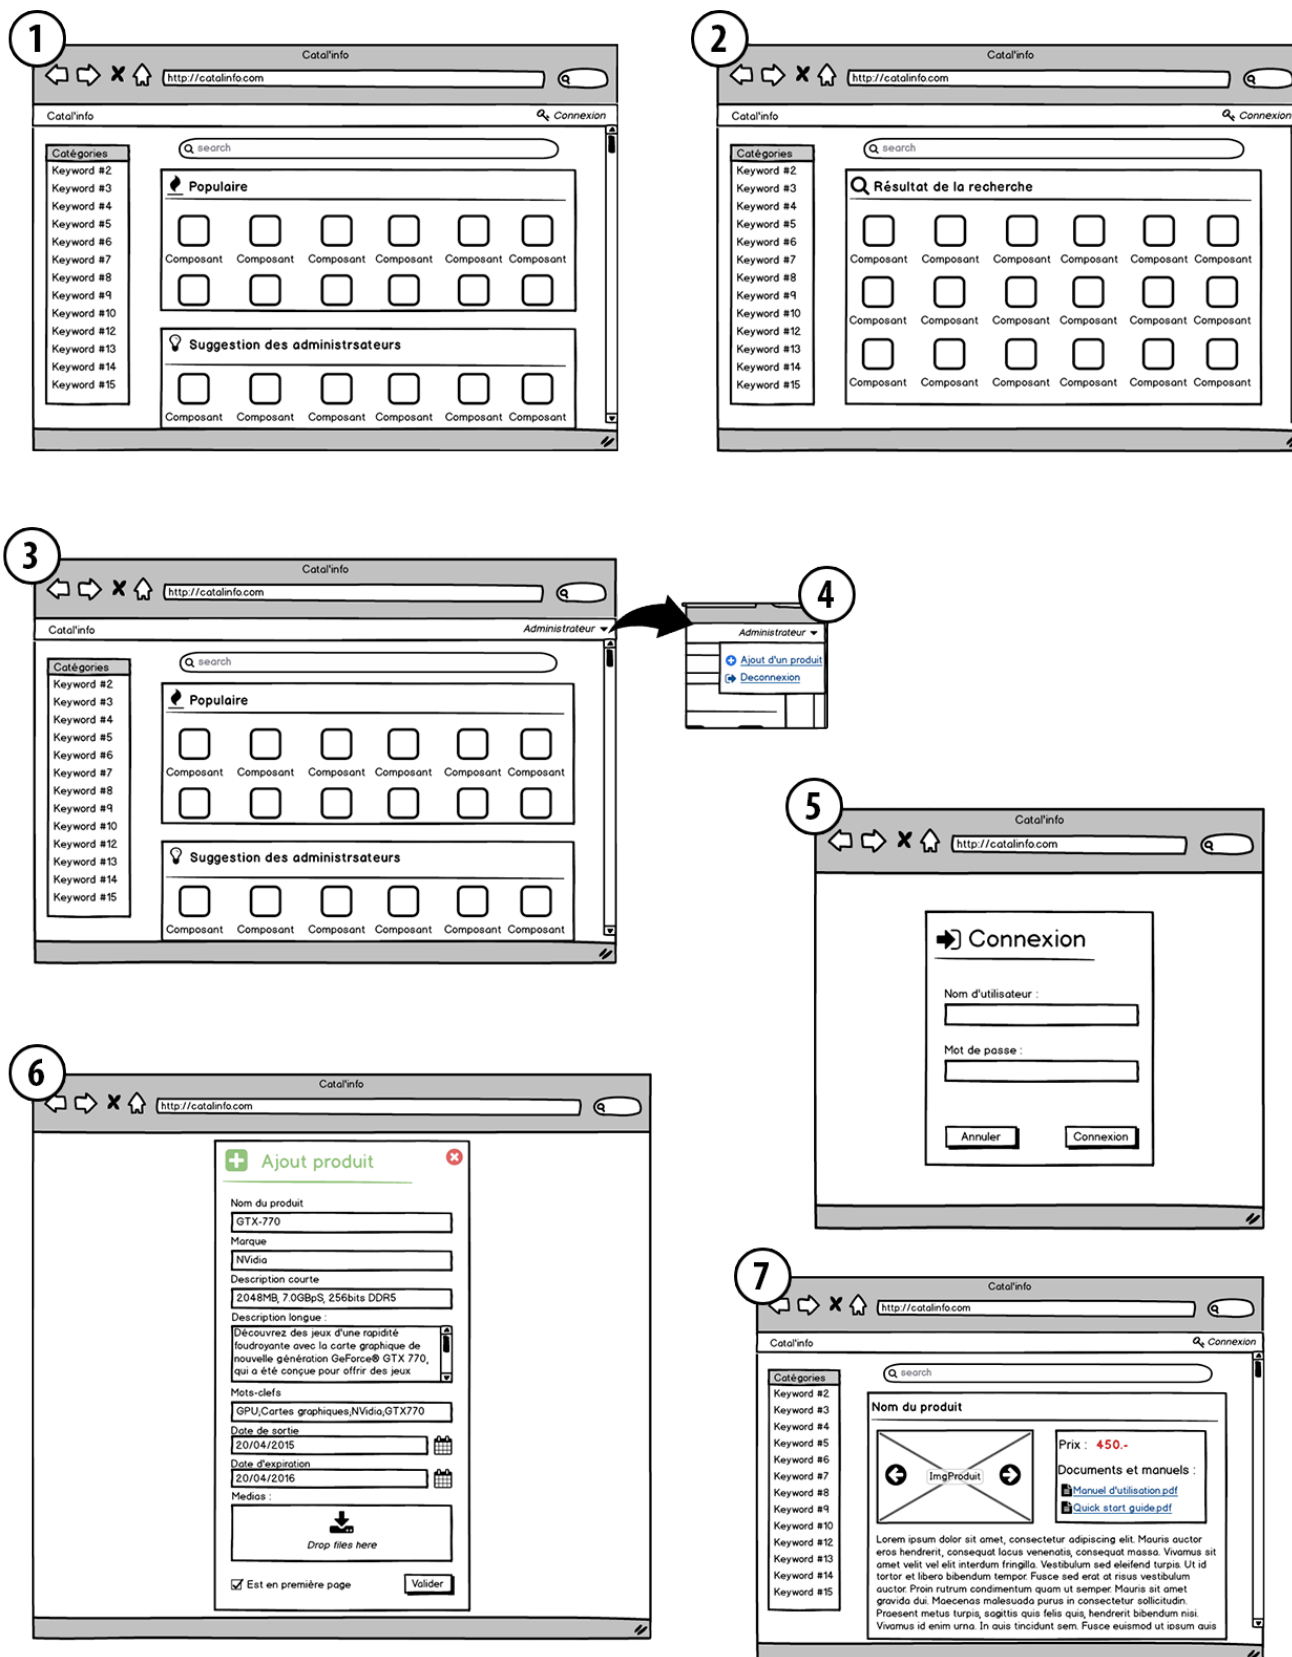 1
Catal'info
http://catalinfo.com
Catal'info
Connexion
search
Catégories
Keyword #2
Keyword #3
Keyword #4
Keyword #5
Keyword #6
Keyword #7
Keyword #8
Keyword #9
Keyword #10
Keyword #12
Keyword #13
Keyword #14
Keyword #15
Populaire
Composant Composant Composant Composant Composant Composant
Suggestion des administrsateurs
Composant Composant Composant Composant Composant Composant
2
Catal'info
http://catalinfo.com
Catal'info
Connexion
search
Catégories
Keyword #2
Keyword #3
Keyword #4
Keyword #5
Keyword #6
Keyword #7
Keyword #8
Keyword #9
Keyword #10
Keyword #12
Keyword #13
Keyword #14
Keyword #15
Résultat de la recherche
Composant Composant Composant Composant Composant Composant
Composant Composant Composant Composant Composant Composant
Composant Composant Composant Composant Composant Composant
3
Catal'info
http://catalinfo.com
Catal'info
Administrateur
search
Catégories
Keyword #2
Keyword #3
Keyword #4
Keyword #5
Keyword #6
Keyword #7
Keyword #8
Keyword #9
Keyword #10
Keyword #12
Keyword #13
Keyword #14
Keyword #15
Populaire
Composant Composant Composant Composant Composant Composant
Suggestion des administrsateurs
Composant Composant Composant Composant Composant Composant
4
Administrateur
Ajout d'un produit
Deconnexion
5
Catal'info
http://catalinfo.com
Connexion
Nom d'utilisateur :
Mot de passe :
Annuler
Connexion
6
Catal'info
http://catalinfo.com
Ajout produit
Nom du produit
GTX-770
Marque
NVidia
Description courte
2048MB, 7.0GBpS, 256bits DDR5
Description longue :
Découvrez des jeux d'une rapidité
foudroyante avec la carte graphique de
nouvelle génération GeForce® GTX 770,
qui a été conçue pour offrir des jeux
Mots-clefs
GPU;Cartes graphiques;NVidia;GTX770
Date de sortie
20/04/2015
Date d'expiration
20/04/2016
Medias :
Drop files here
Est en première page
Valider
7
Catal'info
http://catalinfo.com
Catal'info
Connexion
search
Catégories
Keyword #2
Keyword #3
Keyword #4
Keyword #5
Keyword #6
Keyword #7
Keyword #8
Keyword #9
Keyword #10
Keyword #12
Keyword #13
Keyword #14
Keyword #15
Nom du produit
ImgProduit
Prix : 450.-
Documents et manuels :
Manuel d'utilisation.pdf
Quick start guide.pdf
Lorem ipsum dolor sit amet, consectetur adipiscing elit. Mauris auctor
eros hendrerit, consequat lacus venenatis, consequat massa. Vivamus sit
amet velit vel elit interdum fringilla. Vestibulum sed eleifend turpis. Ut id
tortor et libero bibendum tempor. Fusce sed erat at risus vestibulum
auctor. Proin rutrum condimentum quam ut semper. Mauris sit amet
gravida dui. Maecenas malesuada purus in consectetur sollicitudin.
Praesent metus turpis, sagittis quis felis quis, hendrerit bibendum nisi.
Vivamus id enim urna. In quis tincidunt sem. Fusce euismod ut ipsum quis